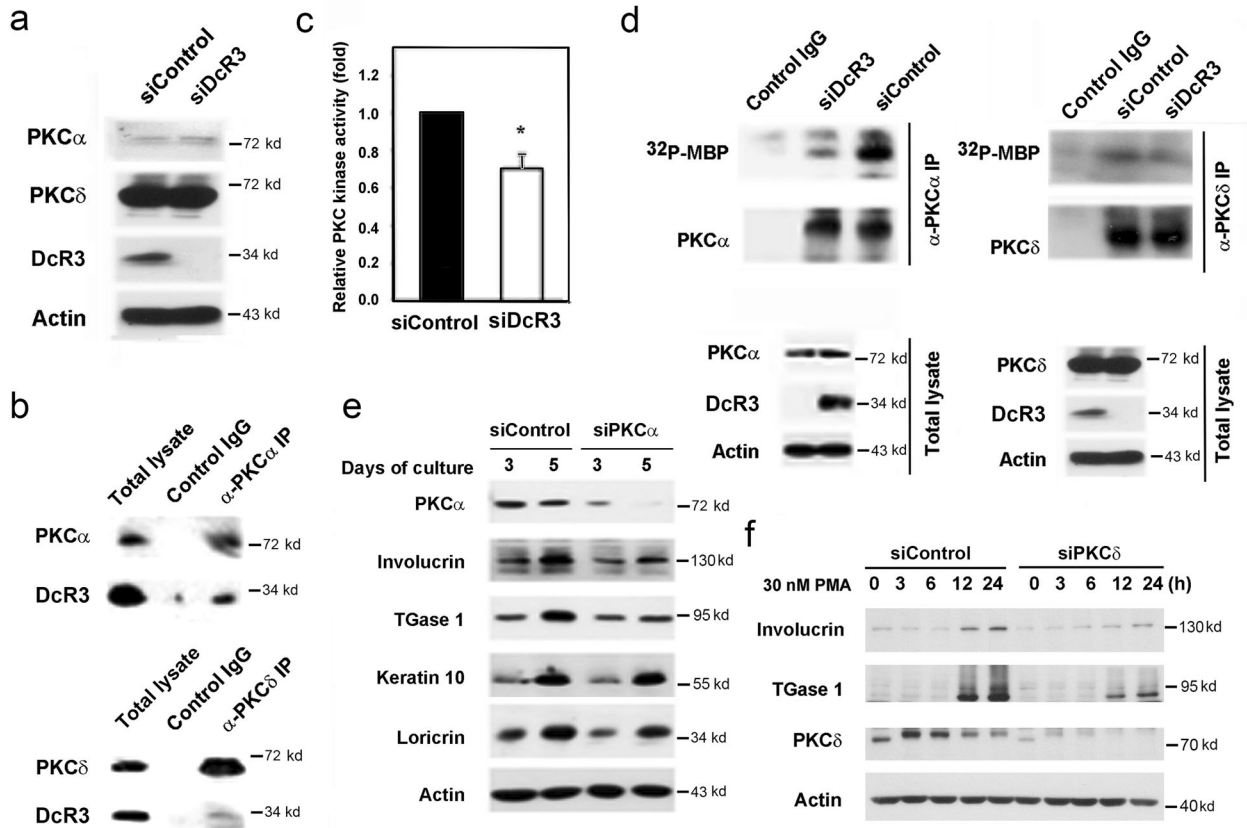 a
siControl
siDcR3
PKCα
72 kd
PKCδ
72 kd
DcR3
34 kd
Actin
43 kd
b
Total lysate
Control IgG
α-PKCα IP
PKCα
72 kd
DcR3
34 kd
Total lysate
Control IgG
α-PKCδ IP
PKCδ
72 kd
DcR3
34 kd
c
Relative PKC kinase activity (fold)
1.2
1.0
0.8
0.6
0.4
0.2
0.0
*
siControl siDcR3
d
Control IgG
siDcR3
siControl
32P-MBP
PKCα
α-PKCα IP
PKCα
72 kd
DcR3
34 kd
Actin
43 kd
Total lysate
Control IgG
siControl
siDcR3
32P-MBP
PKCδ
α-PKCδ IP
PKCδ
72 kd
DcR3
34 kd
Actin
43 kd
Total lysate
e
siControl siPKCα
Days of culture 3 5 3 5
PKCα
72 kd
Involucrin
130 kd
TGase 1
95 kd
Keratin 10
55 kd
Loricrin
34 kd
Actin
43 kd
f
siControl siPKCδ
30 nM PMA 0 3 6 12 24 0 3 6 12 24 (h)
Involucrin
130 kd
TGase 1
95 kd
PKCδ
70 kd
Actin
40 kd